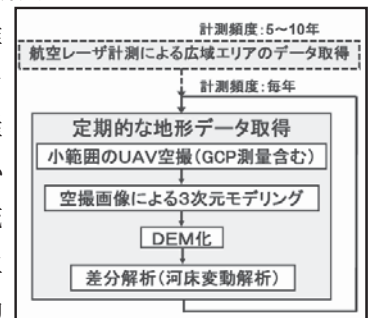 計測頻度:5~10年
航空レーザ計測による広域エリアのデータ取得
計測頻度:毎年
定期的な地形データ取得
小範囲のUAV空撮(GCP測量含む)
空撮画像による3次元モデリング
DEM化
差分解析(河床変動解析)